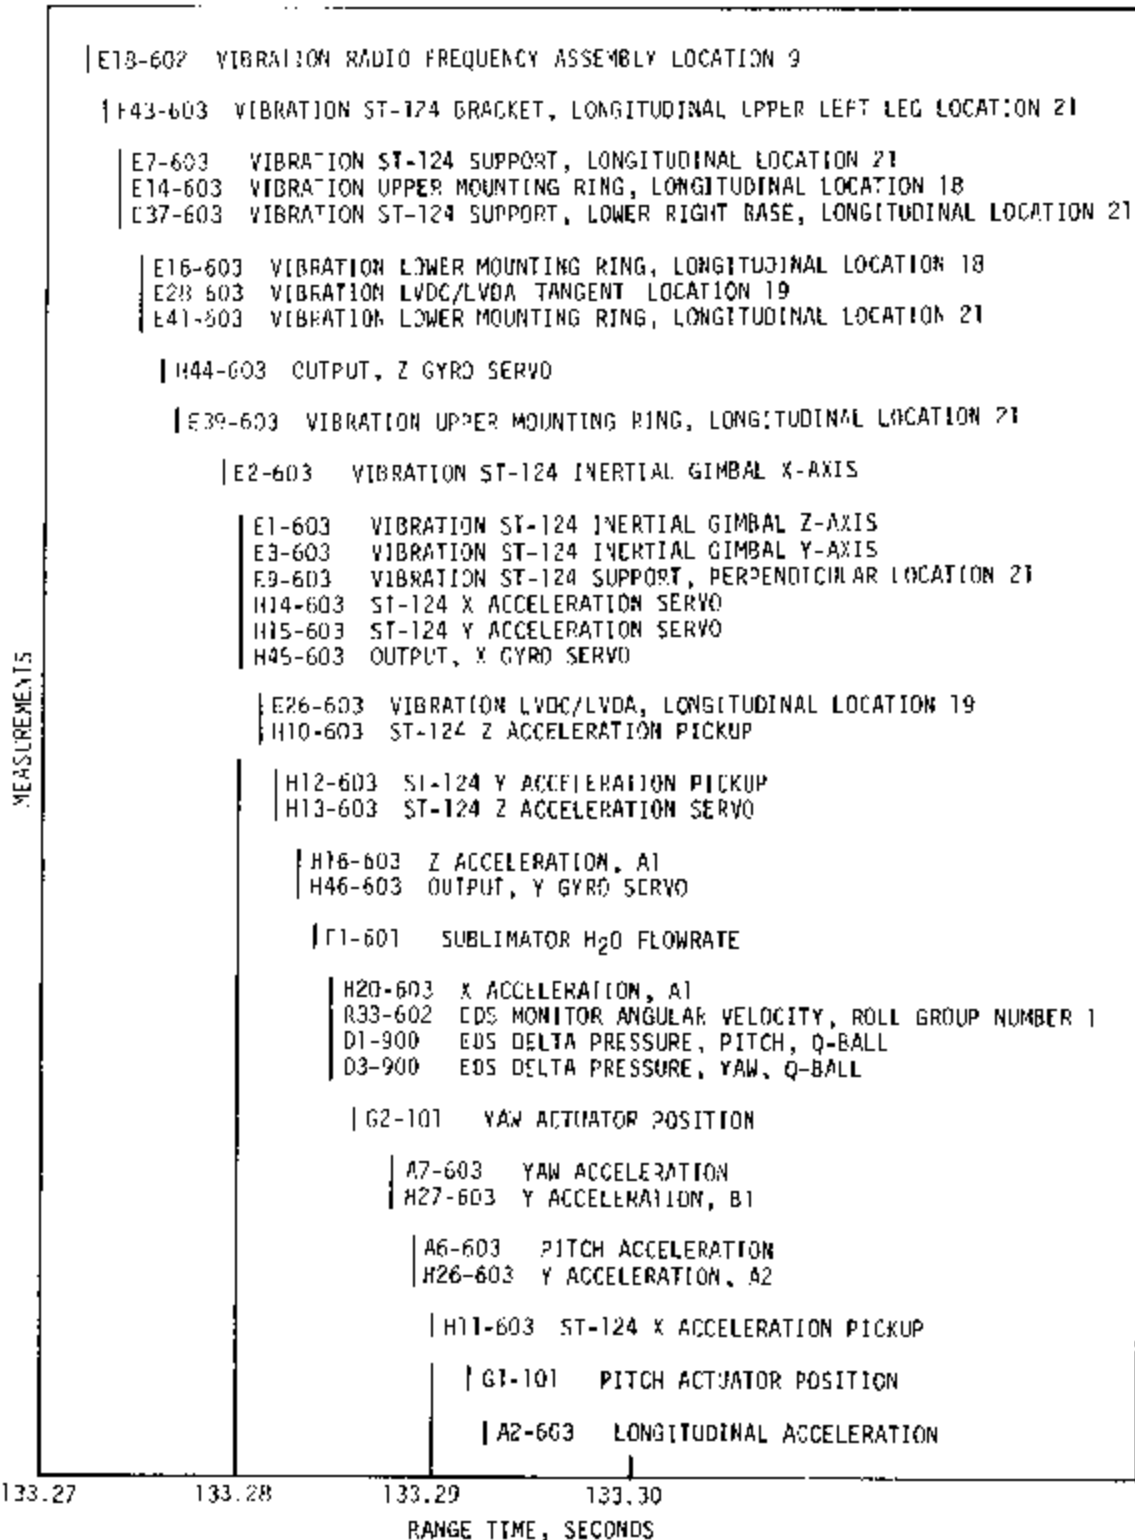 E18-602 VIBRATION RADIO FREQUENCY ASSEMBLY LOCATION 9
E43-603 VIBRATION ST-124 BRACKET, LONGITUDINAL UPPER LEFT LEG LOCATION 21
E7-603 VIBRATION ST-124 SUPPORT, LONGITUDINAL LOCATION 21
E14-603 VIBRATION UPPER MOUNTING RING, LONGITUDINAL LOCATION 18
E37-603 VIBRATION ST-124 SUPPORT, LOWER RIGHT BASE, LONGITUDINAL LOCATION 21
E16-603 VIBRATION LOWER MOUNTING RING, LONGITUDINAL LOCATION 18
E28-603 VIBRATION LVDC/LVDA TANGENT LOCATION 19
E41-603 VIBRATION LOWER MOUNTING RING, LONGITUDINAL LOCATION 21
H44-603 OUTPUT, Z GYRO SERVO
E39-603 VIBRATION UPPER MOUNTING RING, LONGITUDINAL LOCATION 21
E2-603 VIBRATION ST-124 INERTIAL GIMBAL X-AXIS
E1-603 VIBRATION ST-124 INERTIAL GIMBAL Z-AXIS
E3-603 VIBRATION ST-124 INERTIAL GIMBAL Y-AXIS
E9-603 VIBRATION ST-124 SUPPORT, PERPENDICULAR LOCATION 21
H14-603 ST-124 X ACCELERATION SERVO
H15-603 ST-124 Y ACCELERATION SERVO
H45-603 OUTPUT, X GYRO SERVO
E26-603 VIBRATION LVDC/LVDA, LONGITUDINAL LOCATION 19
H10-603 ST-124 Z ACCELERATION PICKUP
H12-603 ST-124 Y ACCELERATION PICKUP
H13-603 ST-124 Z ACCELERATION SERVO
H16-603 Z ACCELERATION, A1
H46-603 OUTPUT, Y GYRO SERVO
F1-601 SUBLIMATOR H2O FLOWRATE
H20-603 X ACCELERATION, A1
R33-602 EDS MONITOR ANGULAR VELOCITY, ROLL GROUP NUMBER 1
D1-900 EDS DELTA PRESSURE, PITCH, Q-BALL
D3-900 EDS DELTA PRESSURE, YAW, Q-BALL
G2-101 YAW ACTUATOR POSITION
A7-603 YAW ACCELERATION
H27-603 Y ACCELERATION, B1
A6-603 PITCH ACCELERATION
H26-603 Y ACCELERATION, A2
H11-603 ST-124 X ACCELERATION PICKUP
G1-101 PITCH ACTUATOR POSITION
A2-603 LONGITUDINAL ACCELERATION
MEASUREMENTS
133.27 133.28 133.29 133.30
RANGE TIME, SECONDS